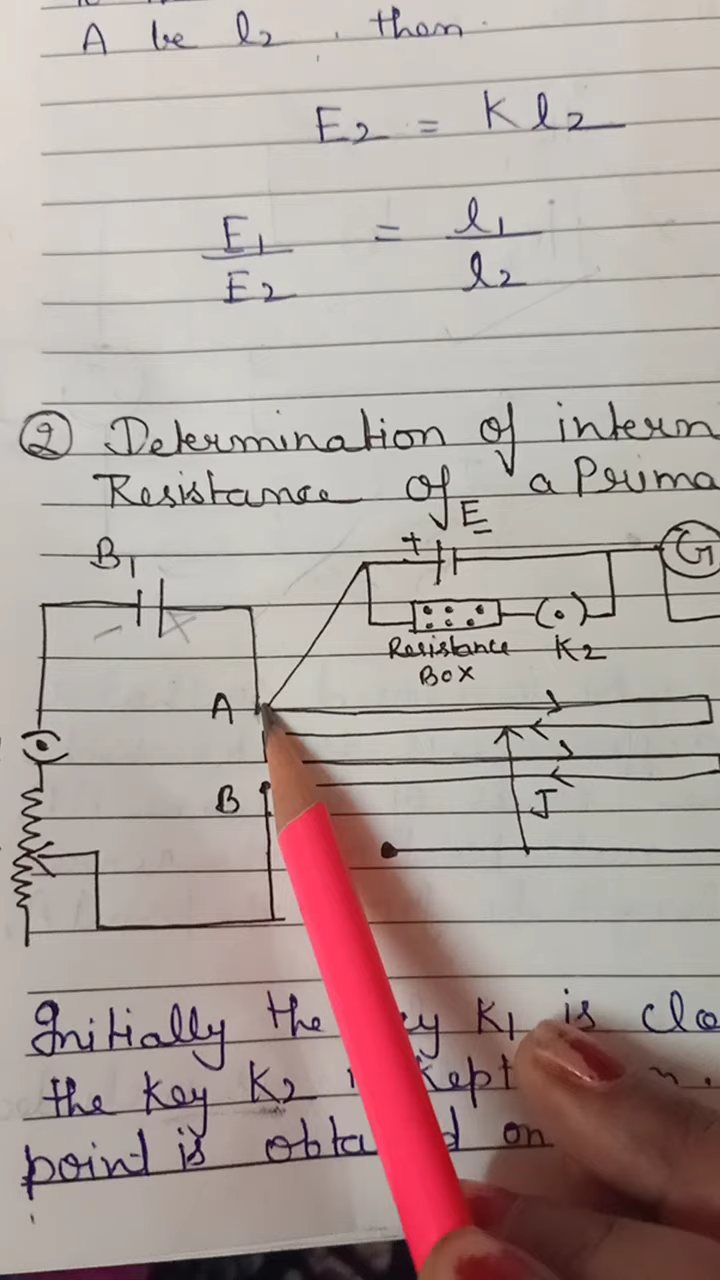 A be l2, then
E2 = K l2
E1 = l1
E2 l2
② Determination of intern
Resistance of a Prima
B1 + E G
Resistance K2
Box
A
B J
Initially the K1 is clo
the key K2 kept
point is on